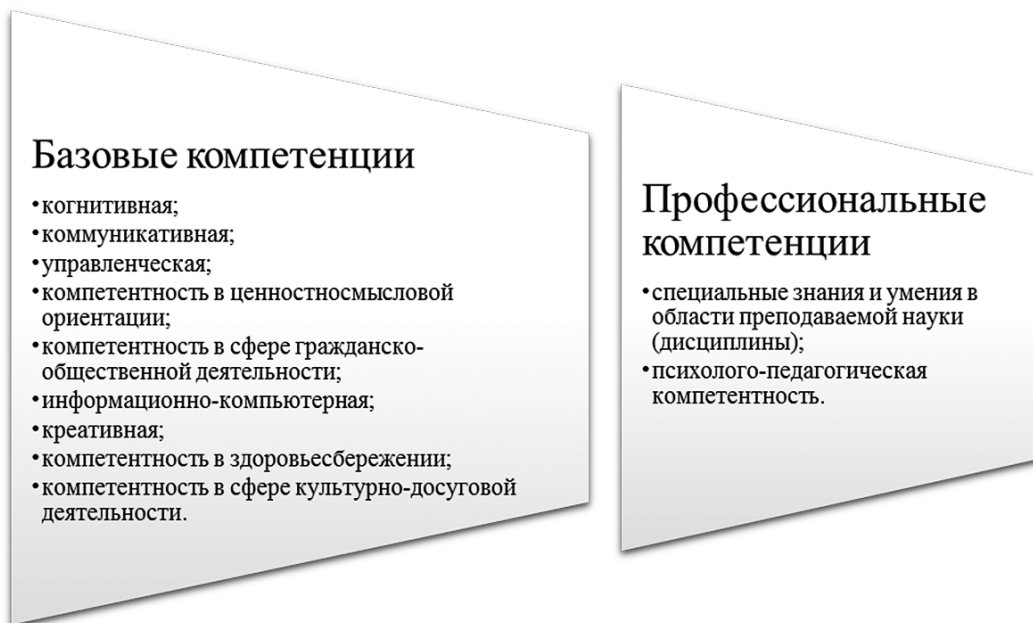 Базовые компетенции
•когнитивная;
•коммуникативная;
•управленческая;
•компетентность в ценностносмысловой
ориентации;
•компетентность в сфере гражданско-
общественной деятельности;
•информационно-компьютерная;
•креативная;
•компетентность в здоровьесбережении;
•компетентность в сфере культурно-досуговой
деятельности.
Профессиональные
компетенции
•специальные знания и умения в
области преподаваемой науки
(дисциплины);
•психолого-педагогическая
компетентность.